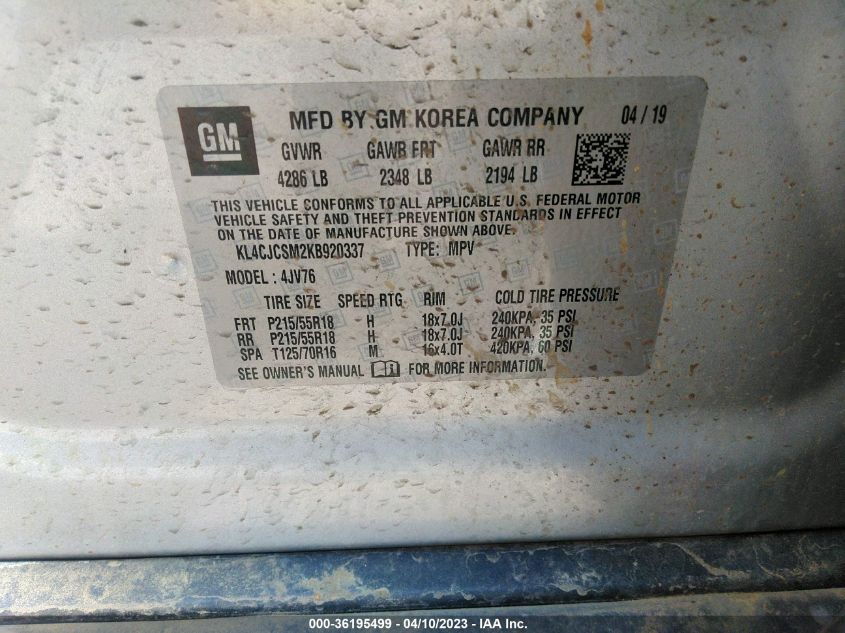 GM
MFD BY GM KOREA COMPANY 04 / 19
GVWR GAWR FRT GAWR RR
4286 LB 2348 LB 2194 LB
THIS VEHICLE CONFORMS TO ALL APPLICABLE U.S. FEDERAL MOTOR
VEHICLE SAFETY AND THEFT PREVENTION STANDARDS IN EFFECT
ON THE DATE OF MANUFACTURE SHOWN ABOVE.
KL4CJCSM2KB920337 TYPE: MPV
MODEL : 4JV76
TIRE SIZE SPEED RTG RIM COLD TIRE PRESSURE
FRT P215/55R18 H 18x7.0J 240KPA, 35 PSI
RR P215/55R18 H 18x7.0J 240KPA, 35 PSI
SPA T125/70R16 M 16x4.0T 420KPA, 60 PSI
SEE OWNER'S MANUAL FOR MORE INFORMATION.
000-36195499 - 04/10/2023 - IAA Inc.